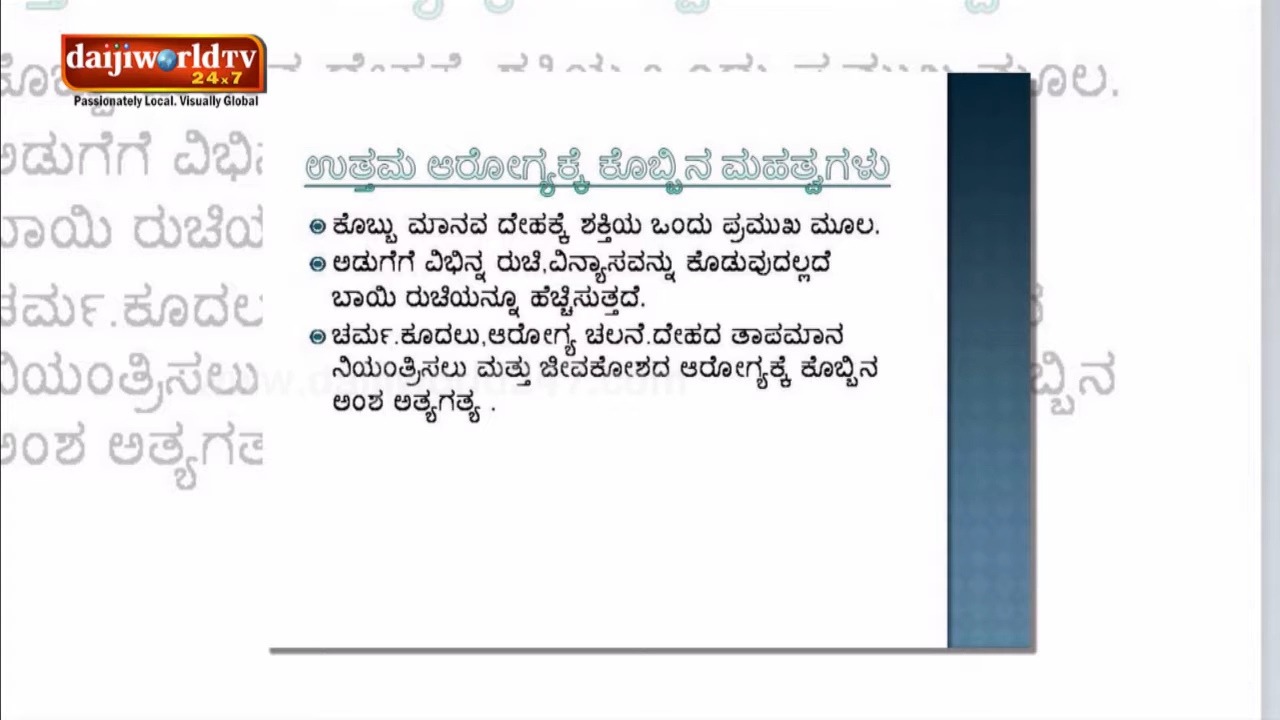 daijiworldTV
24x7
Passionately Local. Visually Global
ಉತ್ತಮ ಆರೋಗ್ಯಕ್ಕೆ ಕೊಬ್ಬಿನ ಮಹತ್ವಗಳು
ಕೊಬ್ಬು ಮಾನವ ದೇಹಕ್ಕೆ ಶಕ್ತಿಯ ಒಂದು ಪ್ರಮುಖ ಮೂಲ.
ಅಡುಗೆಗೆ ವಿಭಿನ್ನ ರುಚಿ,ವಿನ್ಯಾಸವನ್ನು ಕೊಡುವುದಲ್ಲದೆ
ಬಾಯಿ ರುಚಿಯನ್ನೂ ಹೆಚ್ಚಿಸುತ್ತದೆ.
ಚರ್ಮ.ಕೂದಲು,ಆರೋಗ್ಯ ಚಲನೆ.ದೇಹದ ತಾಪಮಾನ
ನಿಯಂತ್ರಿಸಲು ಮತ್ತು ಜೀವಕೋಶದ ಆರೋಗ್ಯಕ್ಕೆ ಕೊಬ್ಬಿನ
ಅಂಶ ಅತ್ಯಗತ್ಯ .